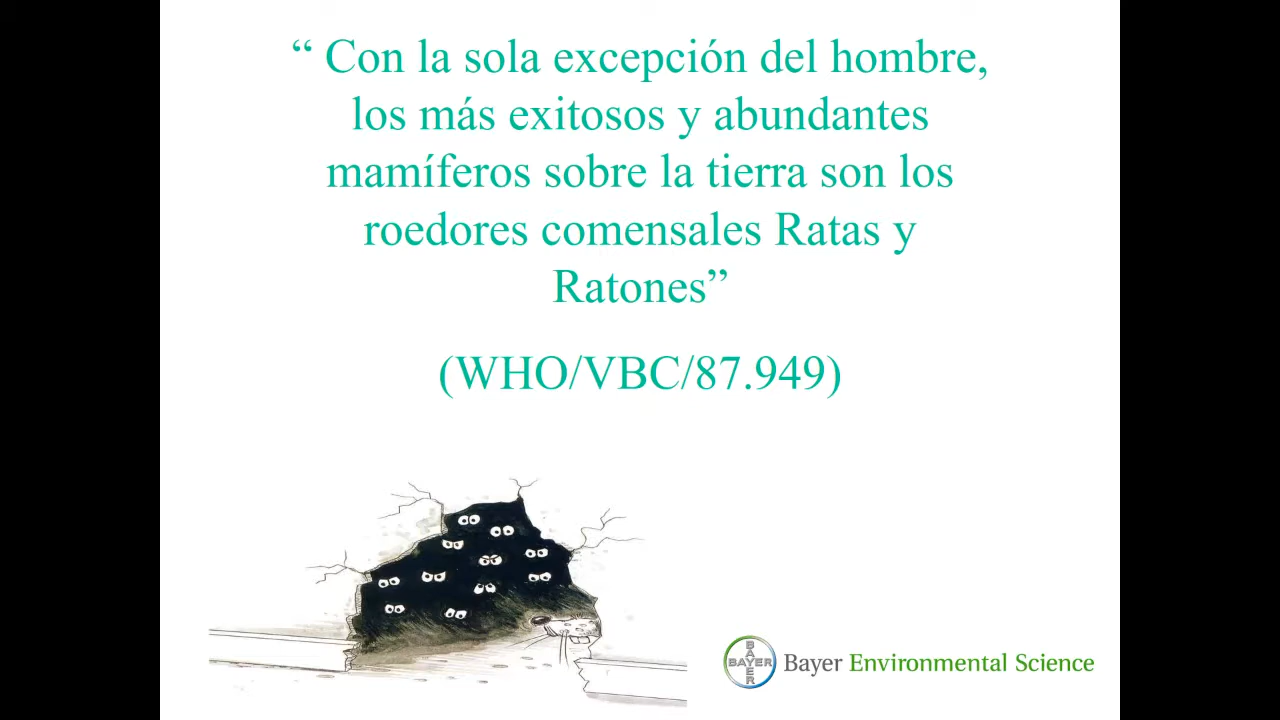 “ Con la sola excepción del hombre,
los más exitosos y abundantes
mamíferos sobre la tierra son los
roedores comensales Ratas y
Ratones”
(WHO/VBC/87.949)
BAYER
BAYER
Bayer Environmental Science